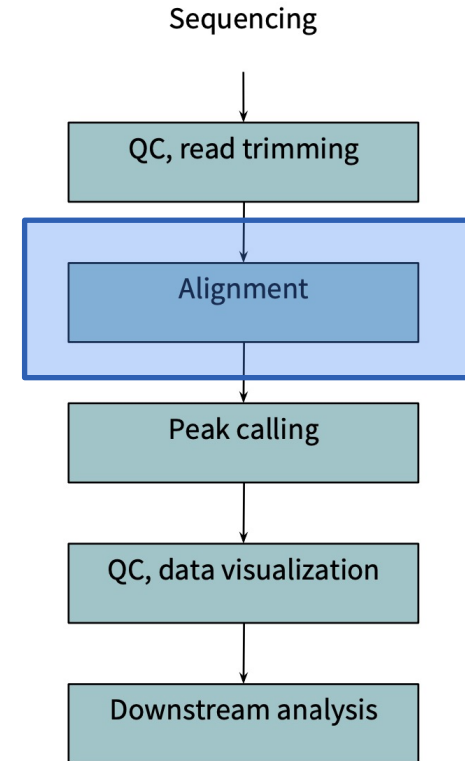 Sequencing
QC, read trimming
Alignment
Peak calling
QC, data visualization
Downstream analysis